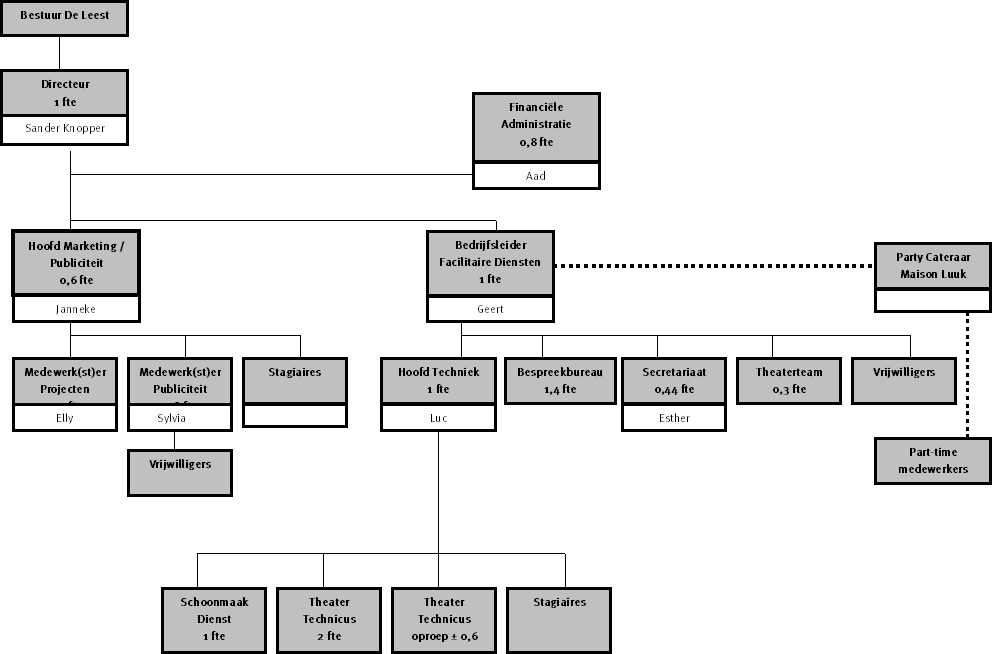 Bestuur De Leest
Directeur
1 fte
Sander Knopper
Financiële
Administratie
0,8 fte
Aad
Hoofd Marketing /
Publiciteit
0,6 fte
Janneke
Bedrijfsleider
Facilitaire Diensten
1 fte
Geert
Party Cateraar
Maison Luuk
Medewerk(st)er
Projecten
Elly
Medewerk(st)er
Publiciteit
Sylvia
Stagiaires
Hoofd Techniek
1 fte
Luc
Bespreekbureau
1,4 fte
Secretariaat
0,44 fte
Esther
Theaterteam
0,3 fte
Vrijwilligers
Vrijwilligers
Part-time
medewerkers
Schoonmaak
Dienst
1 fte
Theater
Technicus
2 fte
Theater
Technicus
oproep ± 0,6
Stagiaires